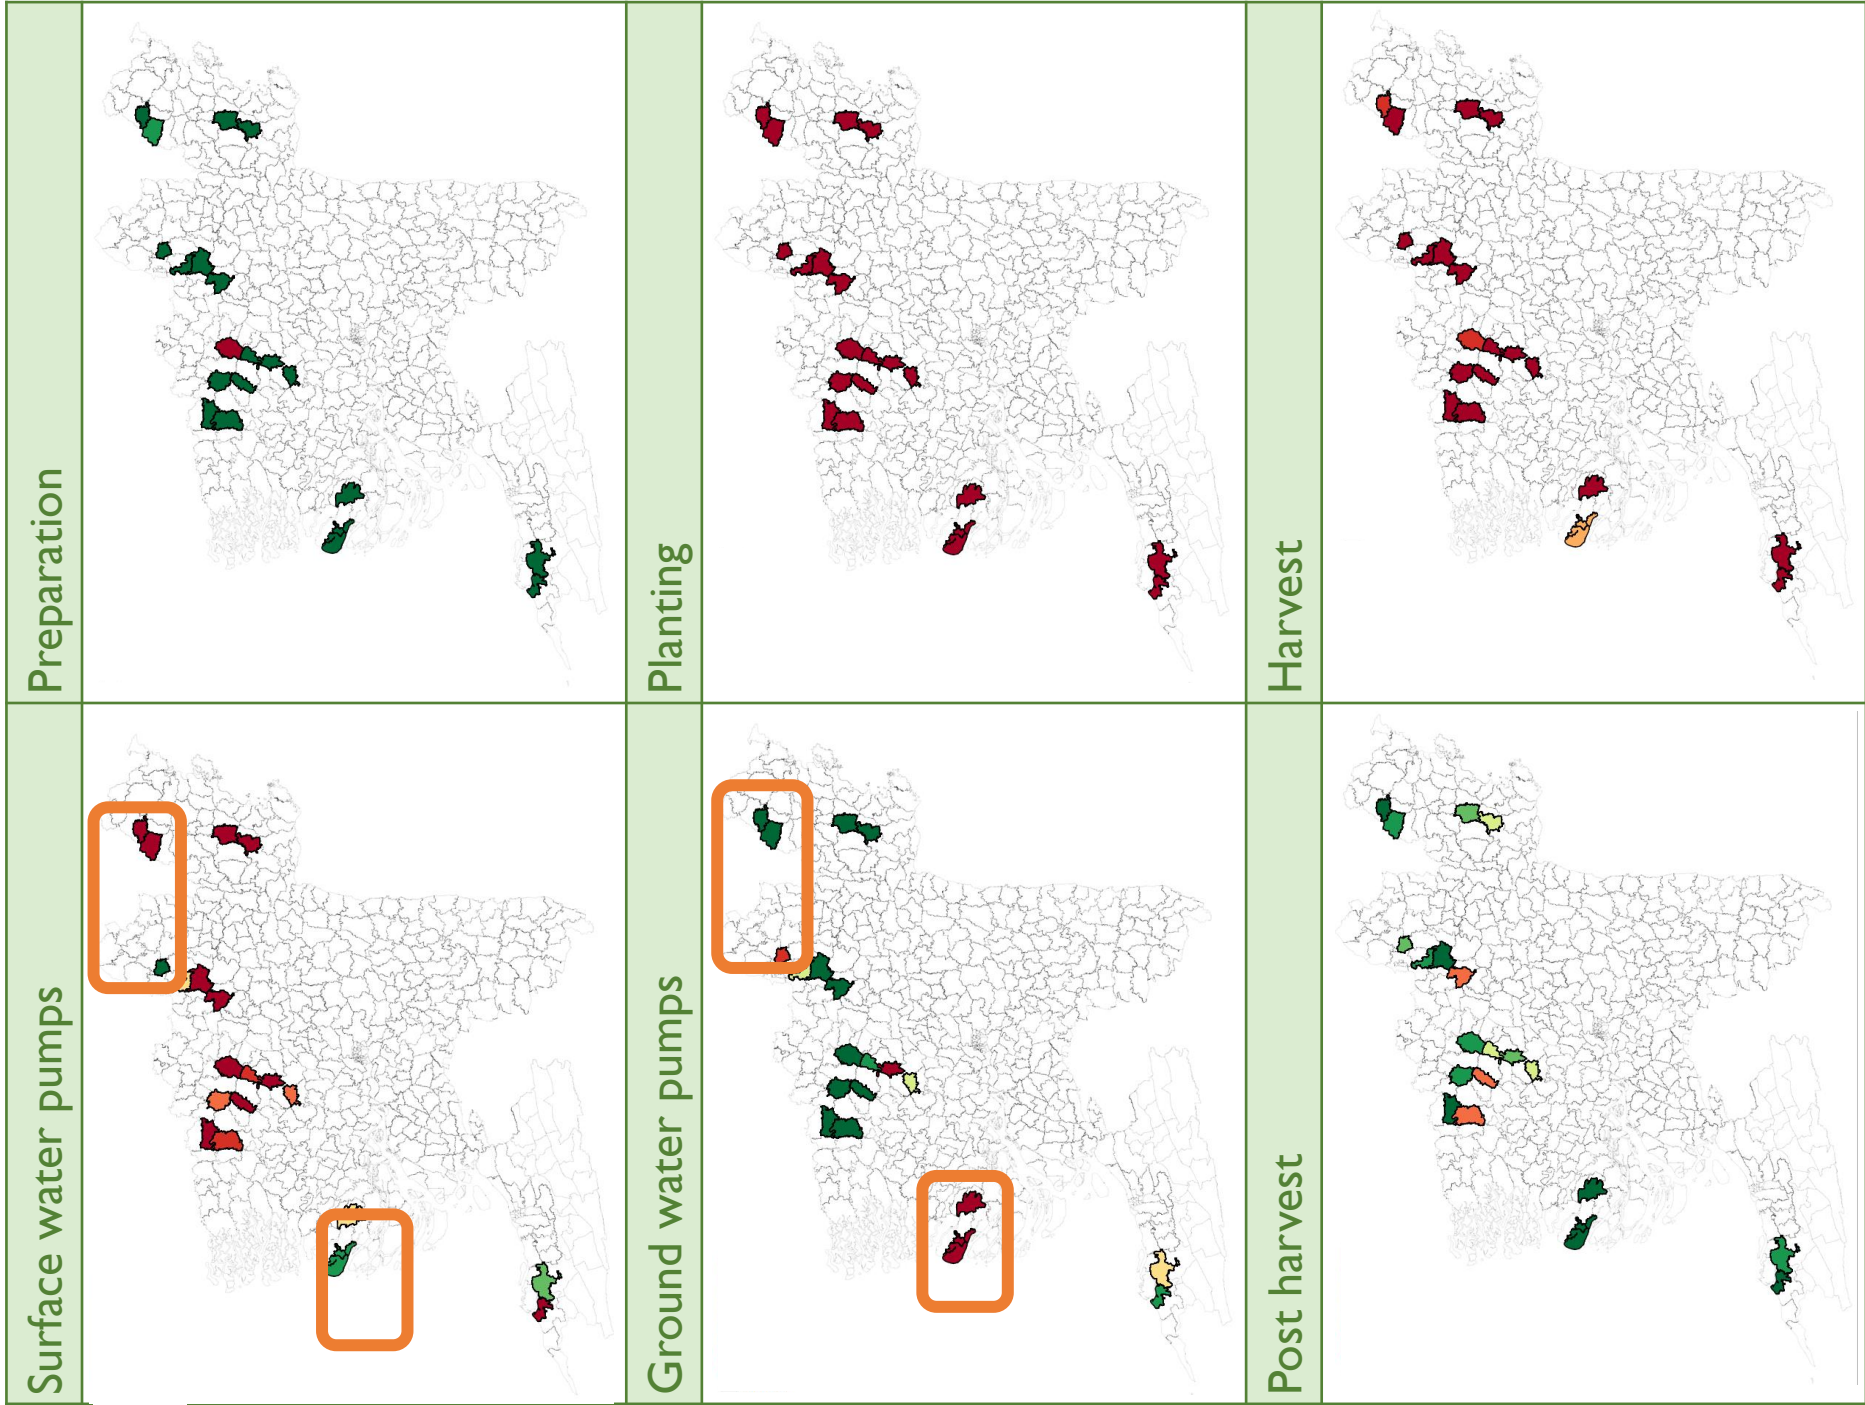 Preparation
Planting
Harvest
Surface water pumps
Ground water pumps
Post harvest